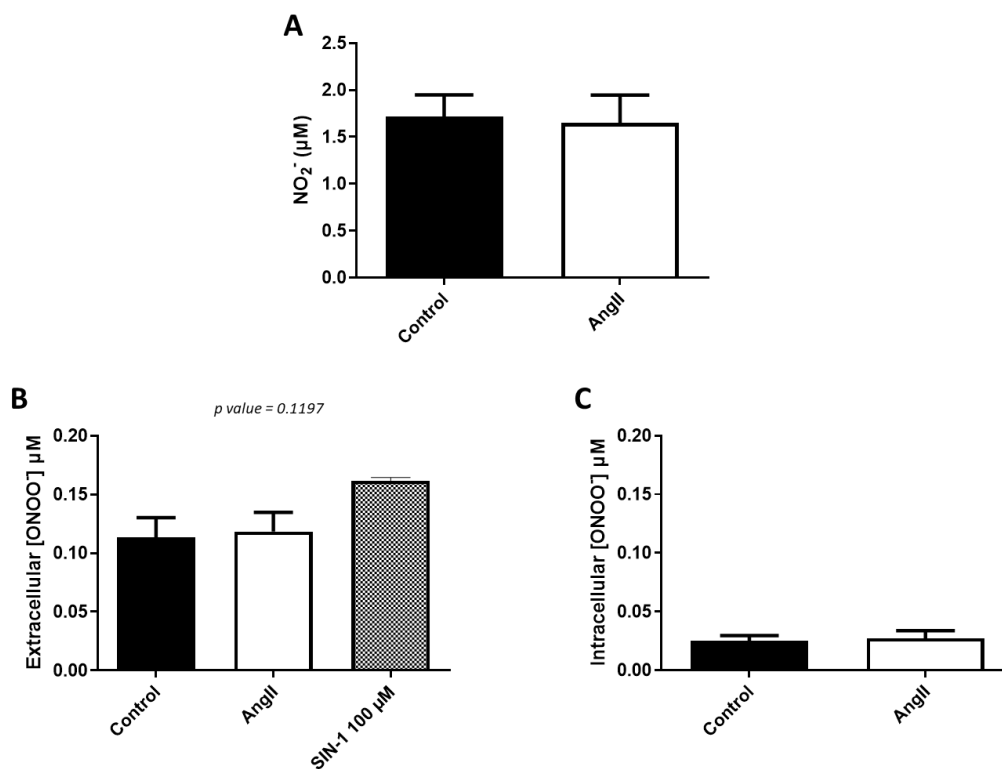 A
2.5
2.0
1.5
1.0
0.5
0.0
NO₂⁻ (µM)
Control
AngII
B
p value = 0.1197
0.20
0.15
0.10
0.05
0.00
Extracellular [ONOO⁻] µM
Control
AngII
SIN-1 100 µM
C
0.20
0.15
0.10
0.05
0.00
Intracellular [ONOO⁻] µM
Control
AngII